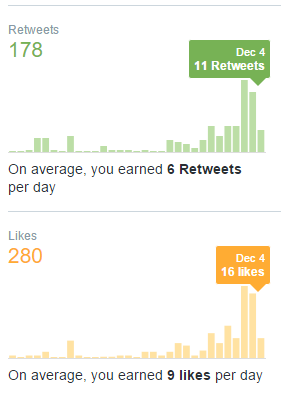 Retweets
178
Dec 4
11 Retweets
On average, you earned 6 Retweets
per day
Likes
280
Dec 4
16 likes
On average, you earned 9 likes per day